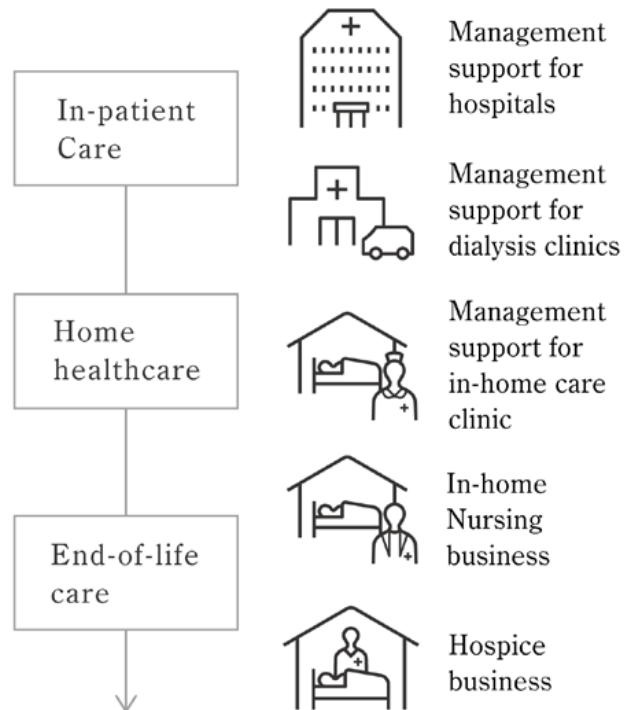 In-patient
Care
Home
healthcare
End-of-life
care
Management
support for
hospitals
Management
support for
dialysis clinics
Management
support for
in-home care
clinic
In-home
Nursing
business
Hospice
business